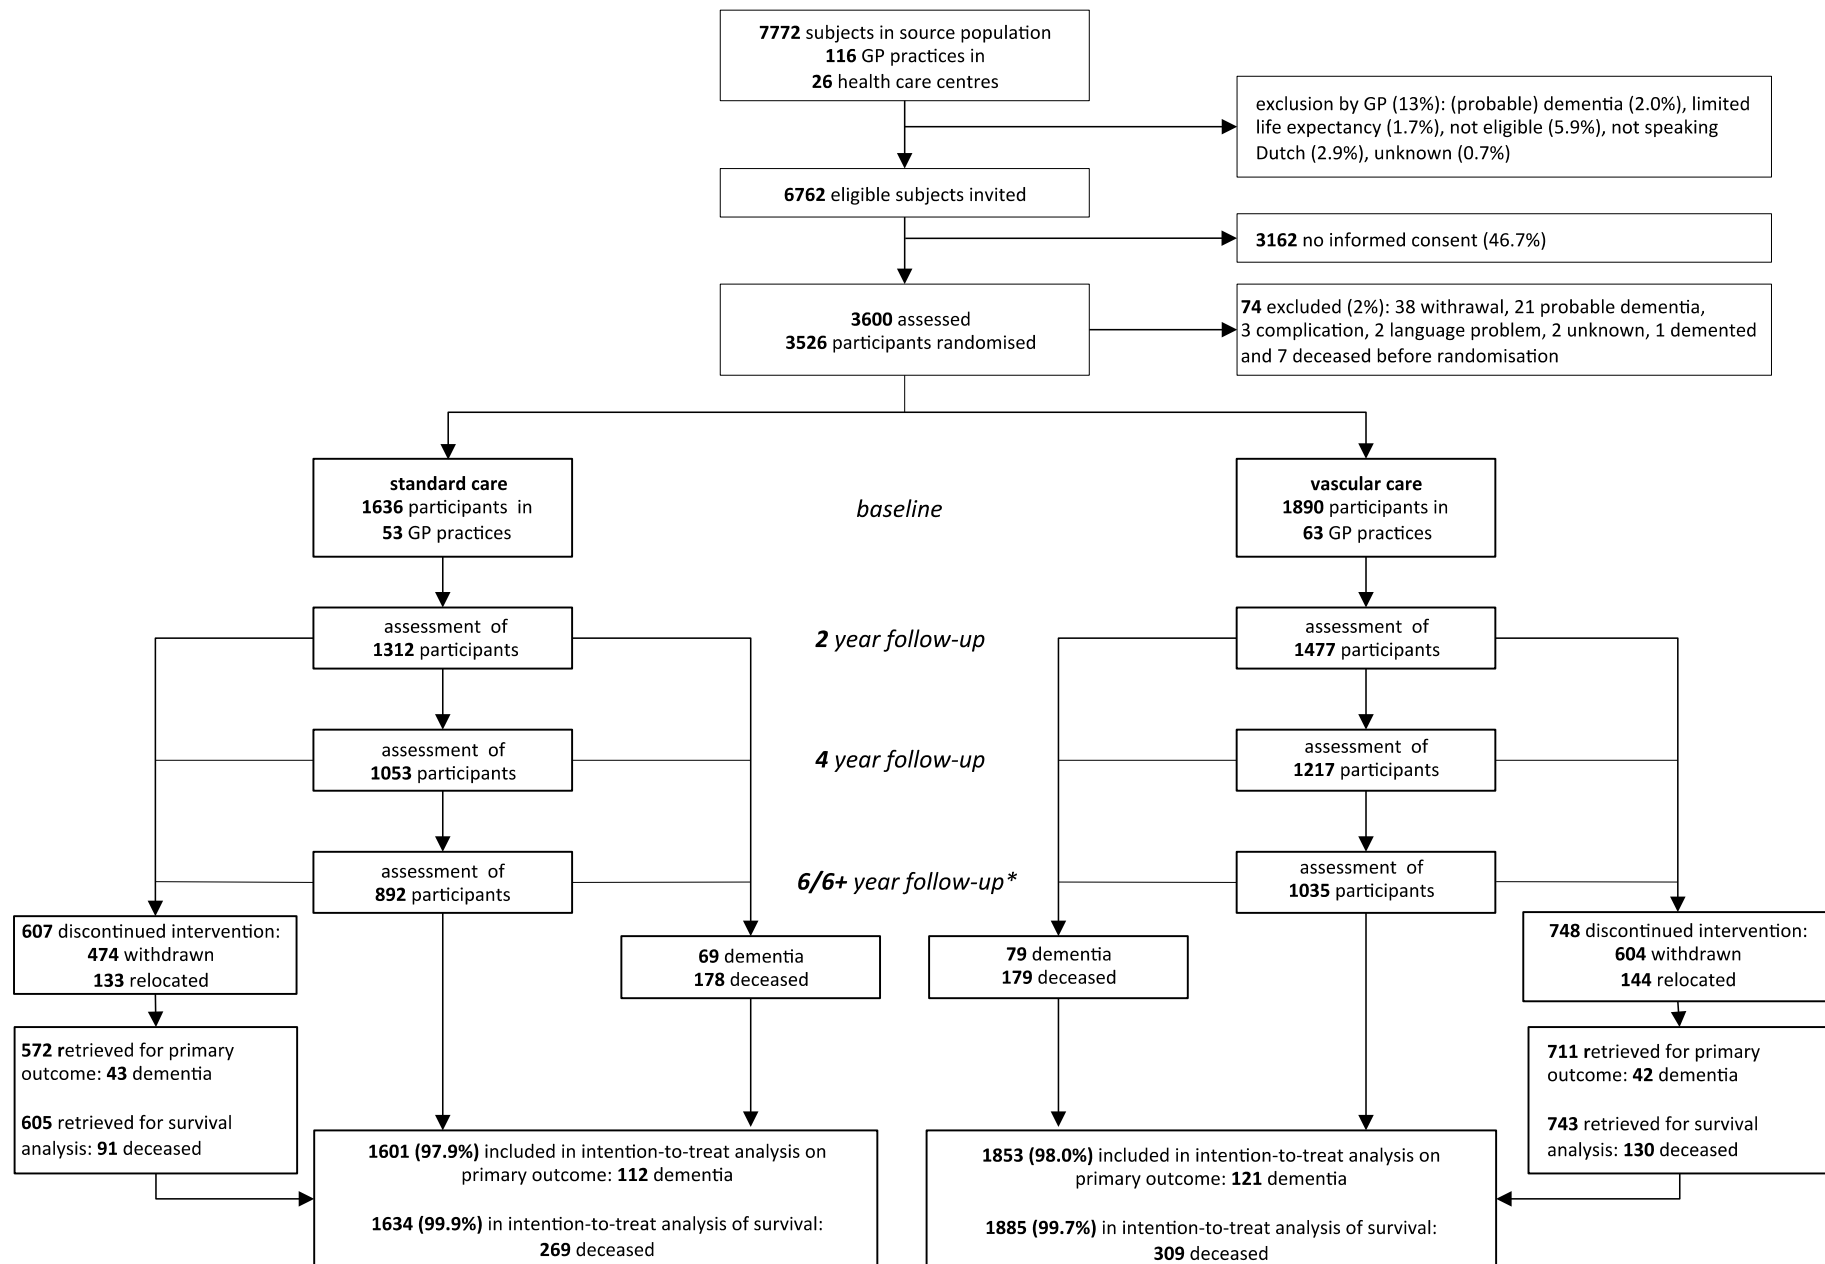 7772 subjects in source population
116 GP practices in
26 health care centres
exclusion by GP (13%): (probable) dementia (2.0%), limited
life expectancy (1.7%), not eligible (5.9%), not speaking
Dutch (2.9%), unknown (0.7%)
6762 eligible subjects invited
3162 no informed consent (46.7%)
3600 assessed
3526 participants randomised
74 excluded (2%): 38 withrawal, 21 probable dementia,
3 complication, 2 language problem, 2 unknown, 1 demented
and 7 deceased before randomisation
standard care
1636 participants in
53 GP practices
baseline
vascular care
1890 participants in
63 GP practices
assessment of
1312 participants
2 year follow-up
assessment of
1477 participants
assessment of
1053 participants
4 year follow-up
assessment of
1217 participants
assessment of
892 participants
6/6+ year follow-up*
assessment of
1035 participants
607 discontinued intervention:
474 withdrawn
133 relocated
69 dementia
178 deceased
79 dementia
179 deceased
748 discontinued intervention:
604 withdrawn
144 relocated
572 retrieved for primary
outcome: 43 dementia
605 retrieved for survival
analysis: 91 deceased
711 retrieved for primary
outcome: 42 dementia
743 retrieved for survival
analysis: 130 deceased
1601 (97.9%) included in intention-to-treat analysis on
primary outcome: 112 dementia
1634 (99.9%) in intention-to-treat analysis of survival:
269 deceased
1853 (98.0%) included in intention-to-treat analysis on
primary outcome: 121 dementia
1885 (99.7%) in intention-to-treat analysis of survival:
309 deceased